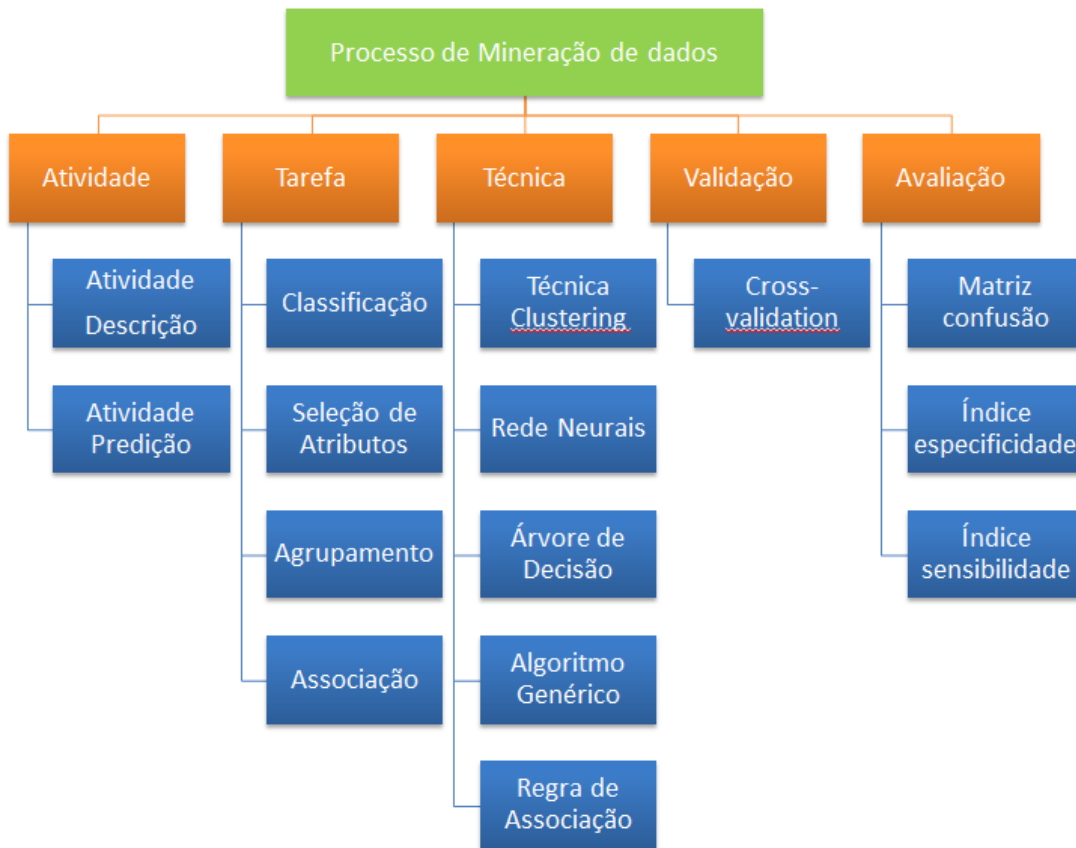 Processo de Mineração de dados
Atividade
Tarefa
Técnica
Validação
Avaliação
Atividade
Descrição
Atividade
Predição
Classificação
Seleção de
Atributos
Agrupamento
Associação
Técnica
Clustering
Rede Neurais
Árvore de
Decisão
Algoritmo
Genérico
Regra de
Associação
Cross-
validation
Matriz
confusão
Índice
especificidade
Índice
sensibilidade